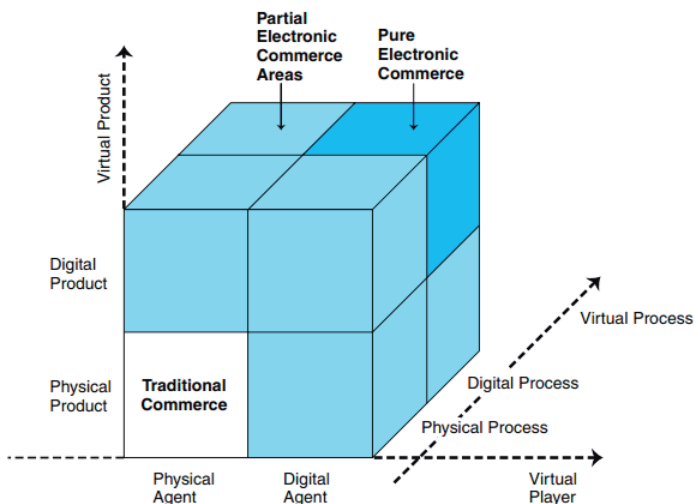 Partial
Electronic
Commerce
Areas
Pure
Electronic
Commerce
Virtual Product
Digital
Product
Physical
Product
Traditional
Commerce
Virtual Process
Digital Process
Physical Process
Physical
Agent
Digital
Agent
Virtual
Player